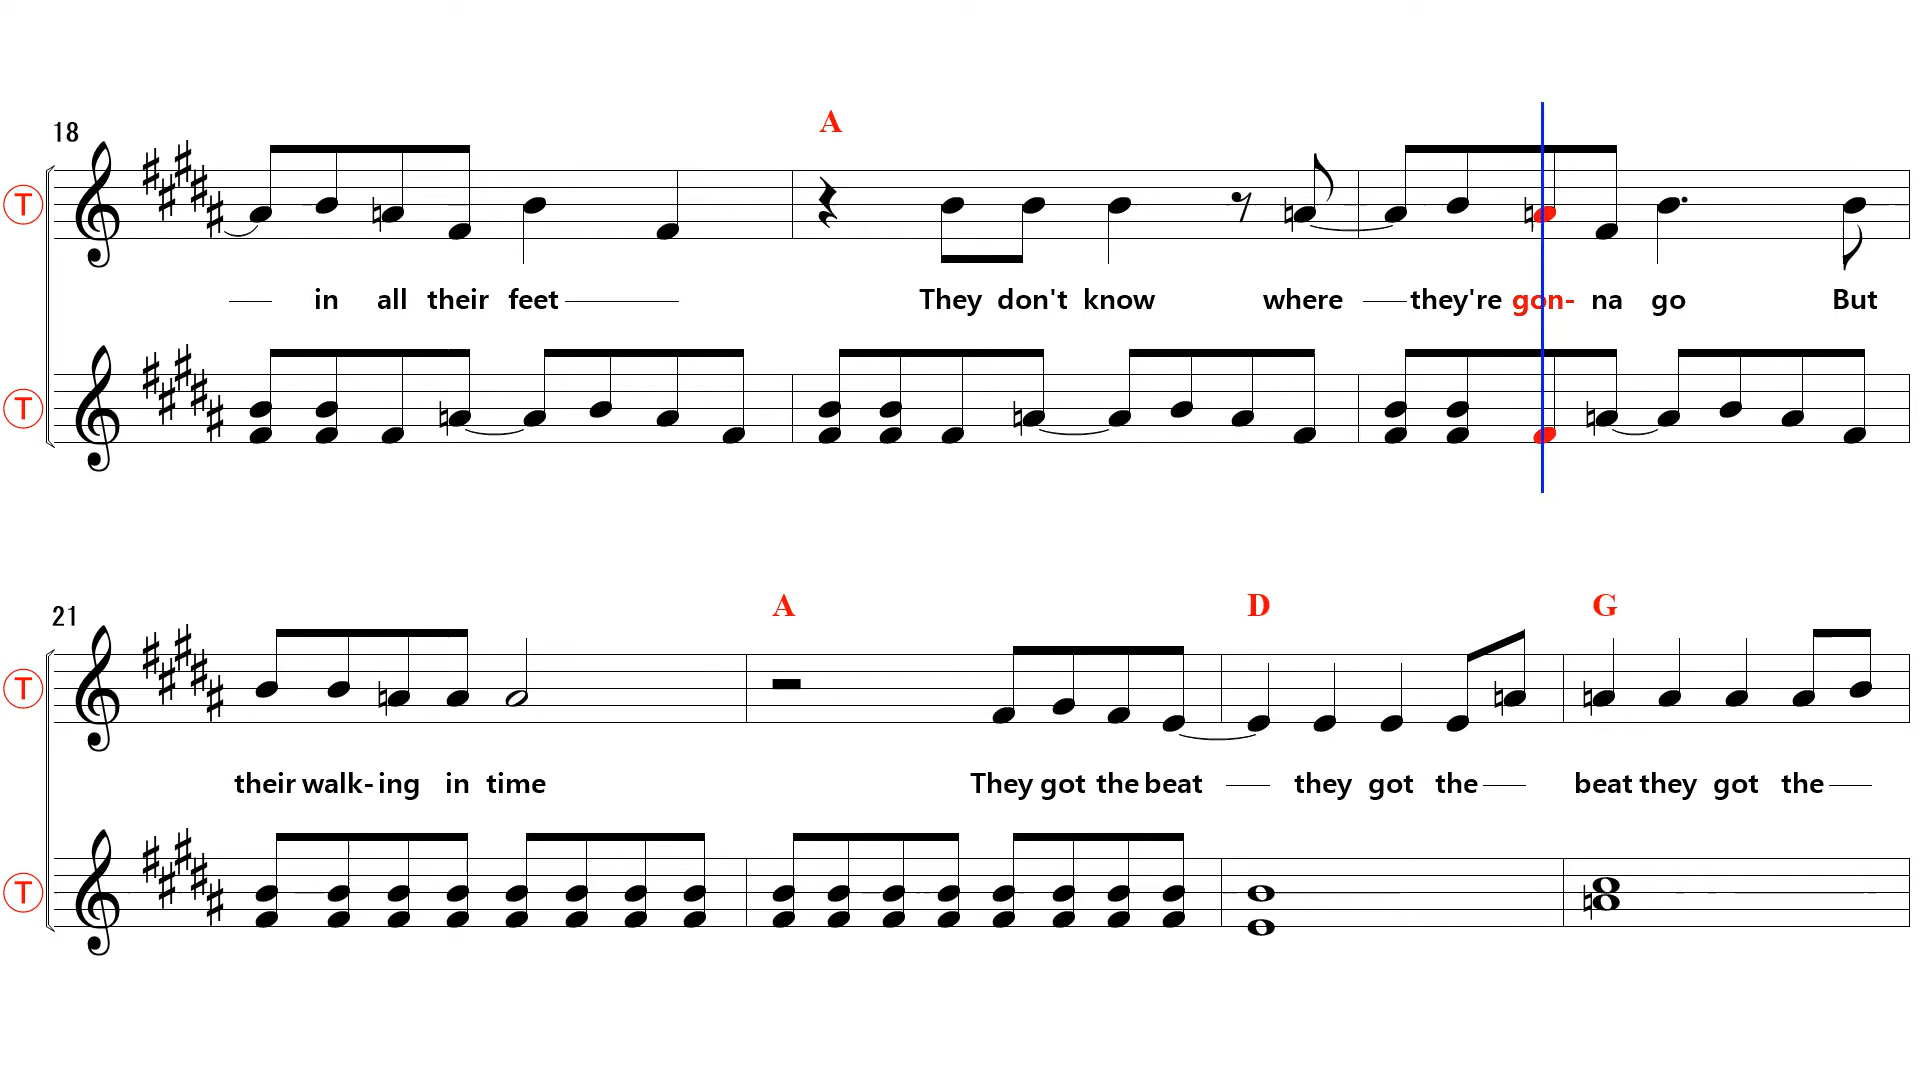 A
18
T
in all their feet They don't know where they're gon- na go But
T
A D G
21
T
their walk- ing in time They got the beat they got the beat they got the
T